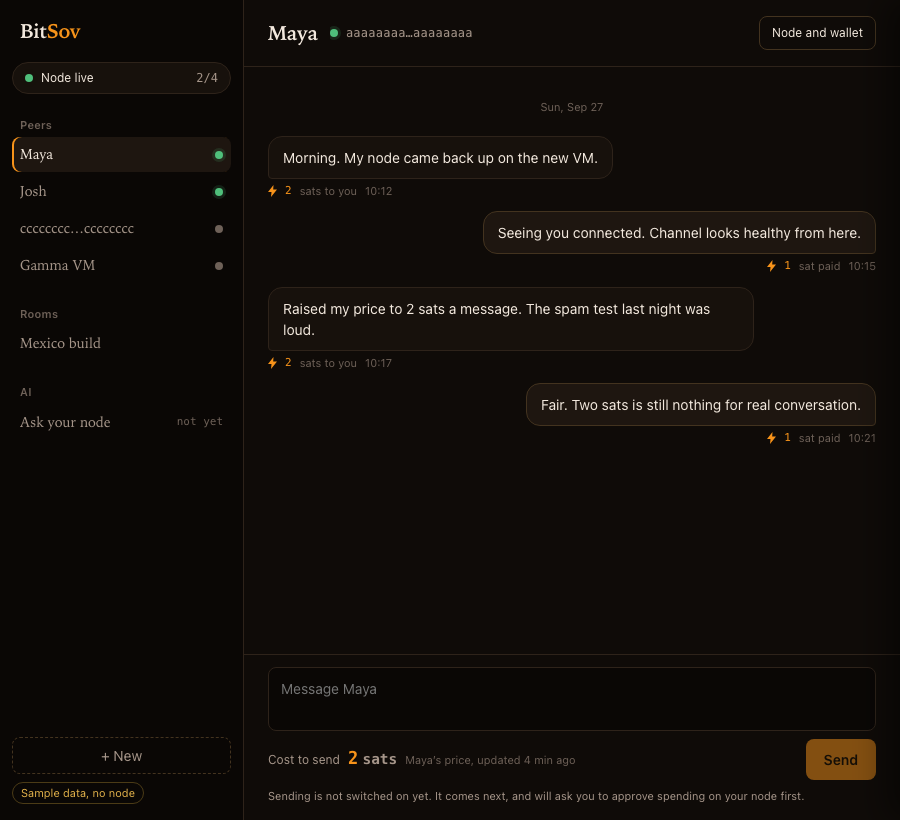 BitSov
Node live 2/4
Peers
Maya
Josh
cccccccc…cccccccc
Gamma VM
Rooms
Mexico build
AI
Ask your node not yet
+ New
Sample data, no node
Maya aaaaaaaa…aaaaaaaa
Node and wallet
Sun, Sep 27
Morning. My node came back up on the new VM.
2 sats to you 10:12
Seeing you connected. Channel looks healthy from here.
1 sat paid 10:15
Raised my price to 2 sats a message. The spam test last night was
loud.
2 sats to you 10:17
Fair. Two sats is still nothing for real conversation.
1 sat paid 10:21
Message Maya
Cost to send 2 sats Maya's price, updated 4 min ago
Send
Sending is not switched on yet. It comes next, and will ask you to approve spending on your node first.